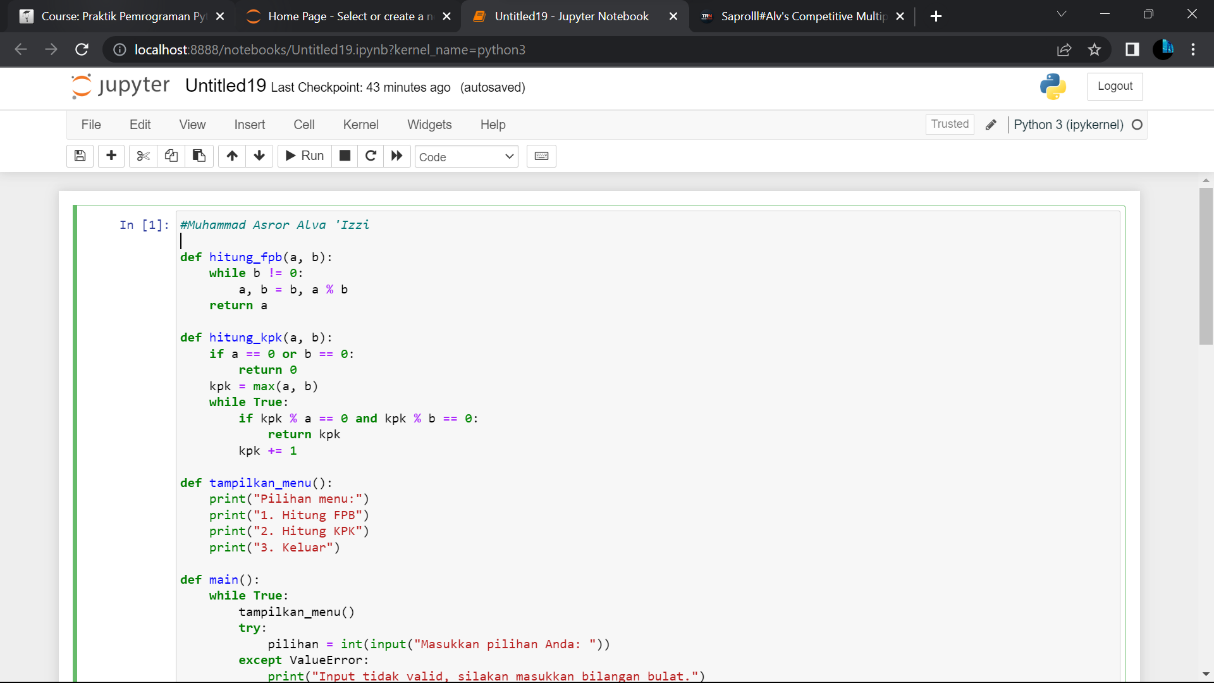 Course: Praktik Pemrograman Py
Home Page - Select or create a n
Untitled19 - Jupyter Notebook
Saprolll#Alv's Competitive Multip
localhost:8888/notebooks/Untitled19.ipynb?kernel_name=python3
jupyter Untitled19 Last Checkpoint: 43 minutes ago (autosaved)
Logout
File Edit View Insert Cell Kernel Widgets Help
Trusted Python 3 (ipykernel)
Run Code
In [1]: #Muhammad Asror Alva 'Izzi
def hitung_fpb(a, b):
    while b != 0:
        a, b = b, a % b
    return a
def hitung_kpk(a, b):
    if a == 0 or b == 0:
        return 0
    kpk = max(a, b)
    while True:
        if kpk % a == 0 and kpk % b == 0:
            return kpk
        kpk += 1
def tampilkan_menu():
    print("Pilihan menu:")
    print("1. Hitung FPB")
    print("2. Hitung KPK")
    print("3. Keluar")
def main():
    while True:
        tampilkan_menu()
        try:
            pilihan = int(input("Masukkan pilihan Anda: "))
        except ValueError:
            print("Input tidak valid, silakan masukkan bilangan bulat.")